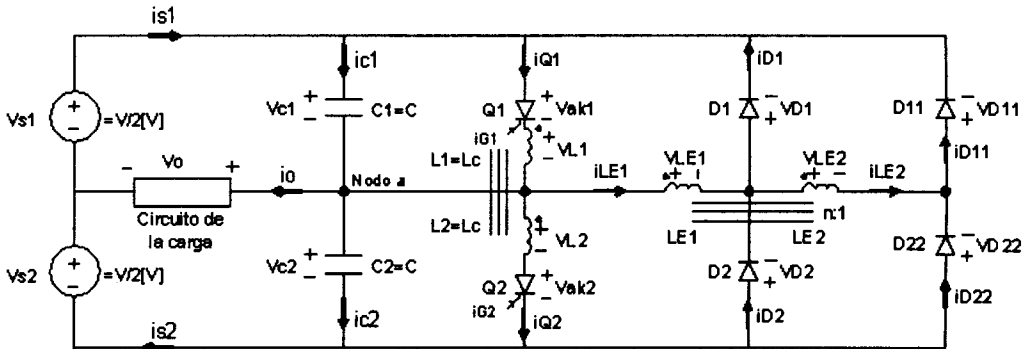 is1
ic1
iQ1
iD1
Vs1
+
-
=V/2[V]
Vc1
+
-
C1=C
Q1
+
Vak1
-
iG1
+
VL1
-
L1=Lc
D1
-
VD1
+
D11
-
VD11
+
iD11
-
Vo
+
io
Nodo a
Circuito de
la carga
iLE1
VLE1
+ -
VLE2
+ -
iLE2
LE1
LE2
n:1
Vs2
+
-
=V/2[V]
Vc2
+
-
C2=C
L2=Lc
+
VL2
-
Q2
+
Vak2
-
iG2
D2
-
VD2
+
D22
-
VD22
+
is2
ic2
iQ2
iD2
iD22